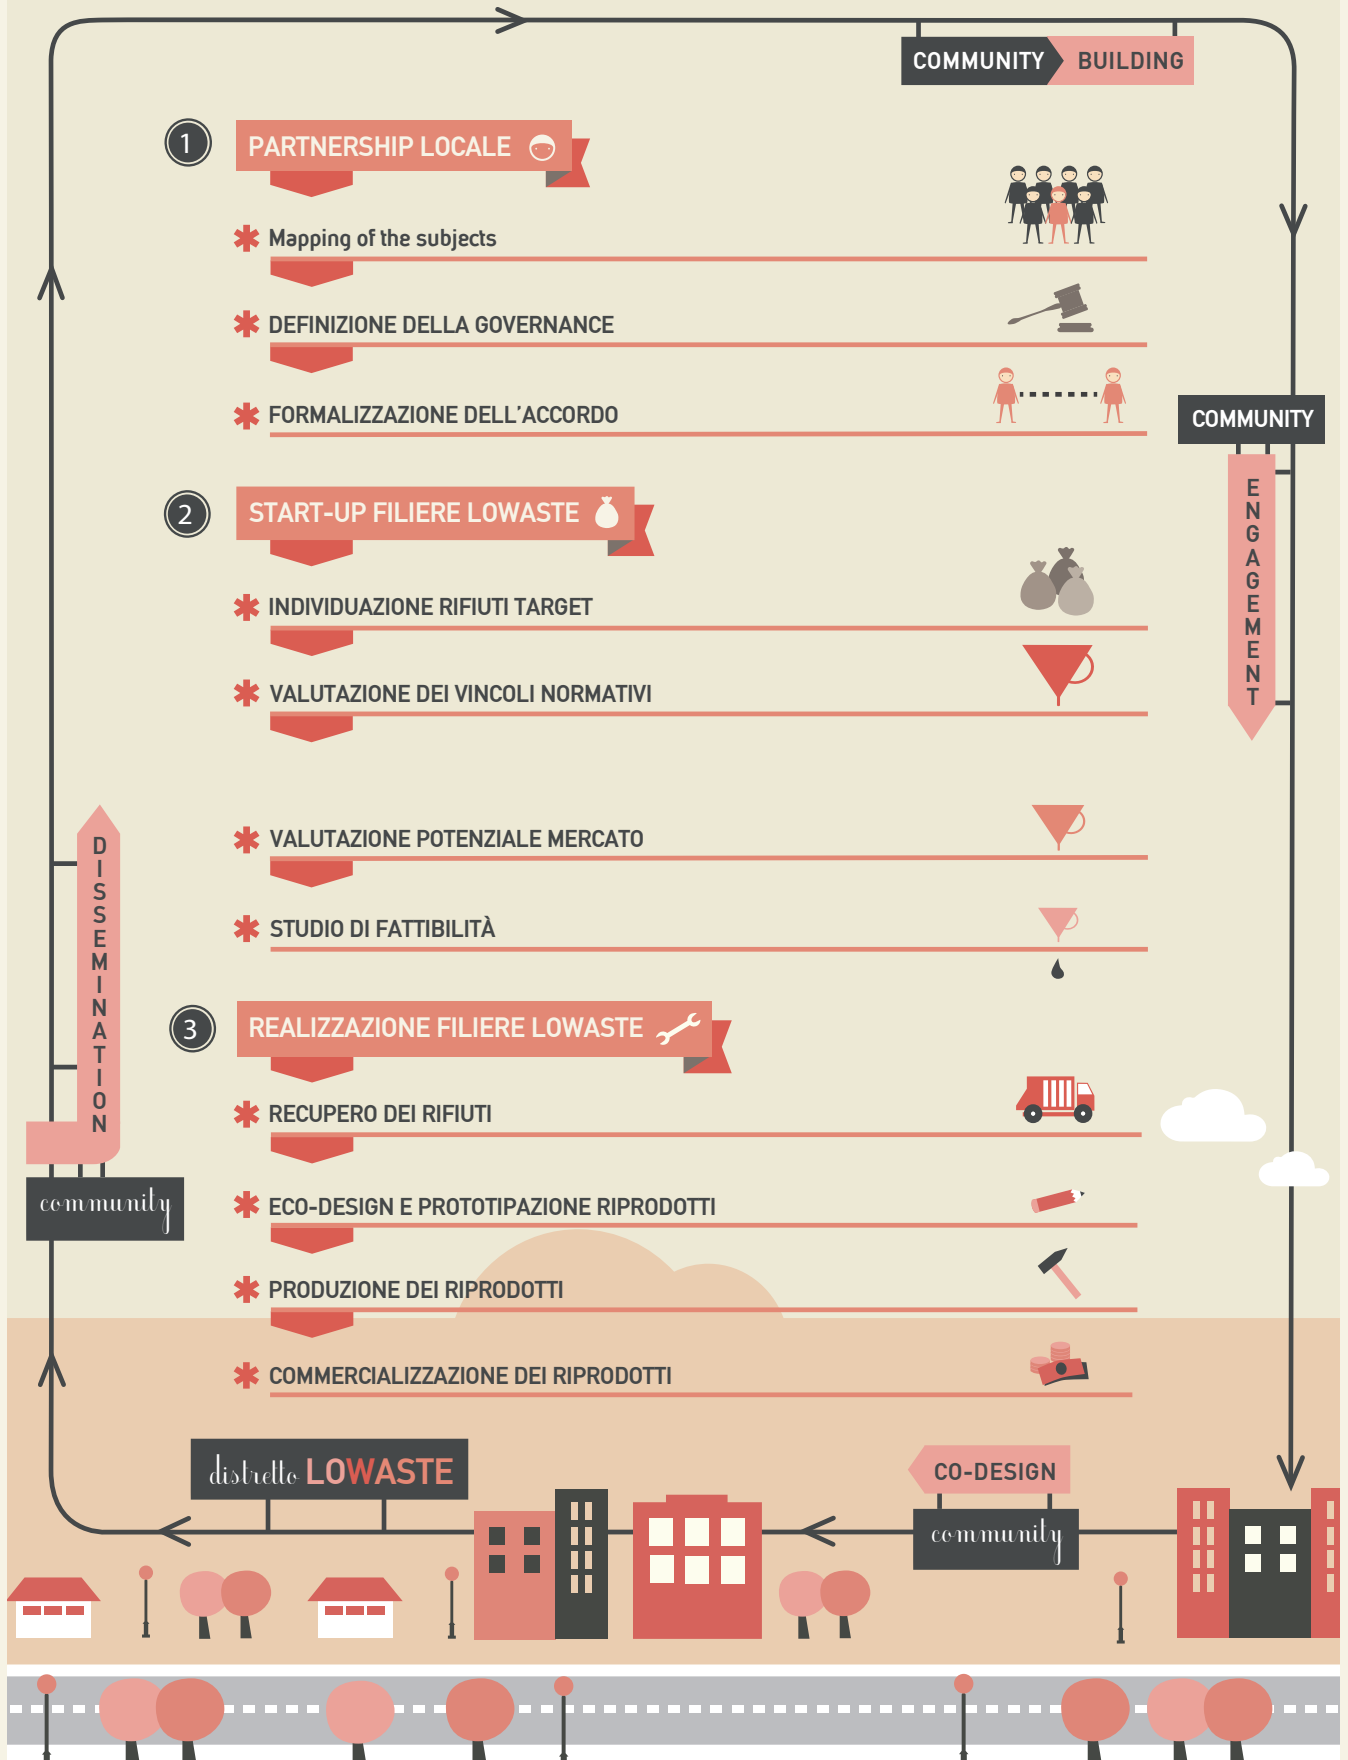 COMMUNITY BUILDING
1
PARTNERSHIP LOCALE
Mapping of the subjects
DEFINIZIONE DELLA GOVERNANCE
FORMALIZZAZIONE DELL'ACCORDO
COMMUNITY
ENGAGEMENT
2
START-UP FILIERE LOWASTE
INDIVIDUAZIONE RIFIUTI TARGET
VALUTAZIONE DEI VINCOLI NORMATIVI
VALUTAZIONE POTENZIALE MERCATO
STUDIO DI FATTIBILITÀ
3
REALIZZAZIONE FILIERE LOWASTE
RECUPERO DEI RIFIUTI
ECO-DESIGN E PROTOTIPAZIONE RIPRODOTTI
PRODUZIONE DEI RIPRODOTTI
COMMERCIALIZZAZIONE DEI RIPRODOTTI
DISSEMINATION
community
distretto LOWASTE
CO-DESIGN
community